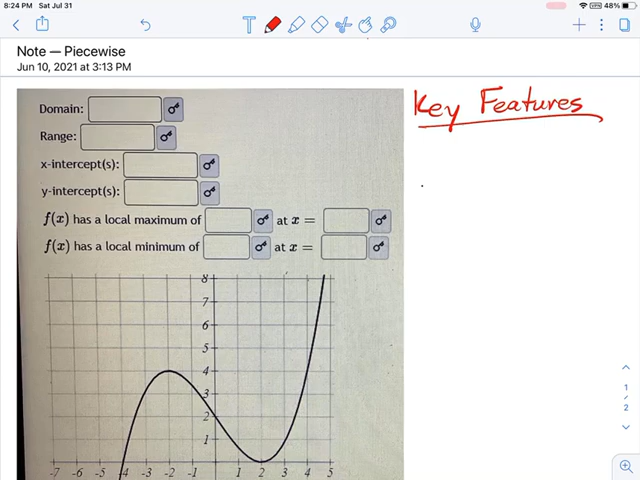 8:24 PM Sat Jul 31
VPN 48%
T
Note — Piecewise
Jun 10, 2021 at 3:13 PM
Key Features
Domain:
Range:
x-intercept(s):
y-intercept(s):
f(x) has a local maximum of at x =
f(x) has a local minimum of at x =
8
7
6
5
4
3
2
1
-7 -6 -5 -4 -3 -2 -1 1 2 3 4 5
1
/
2